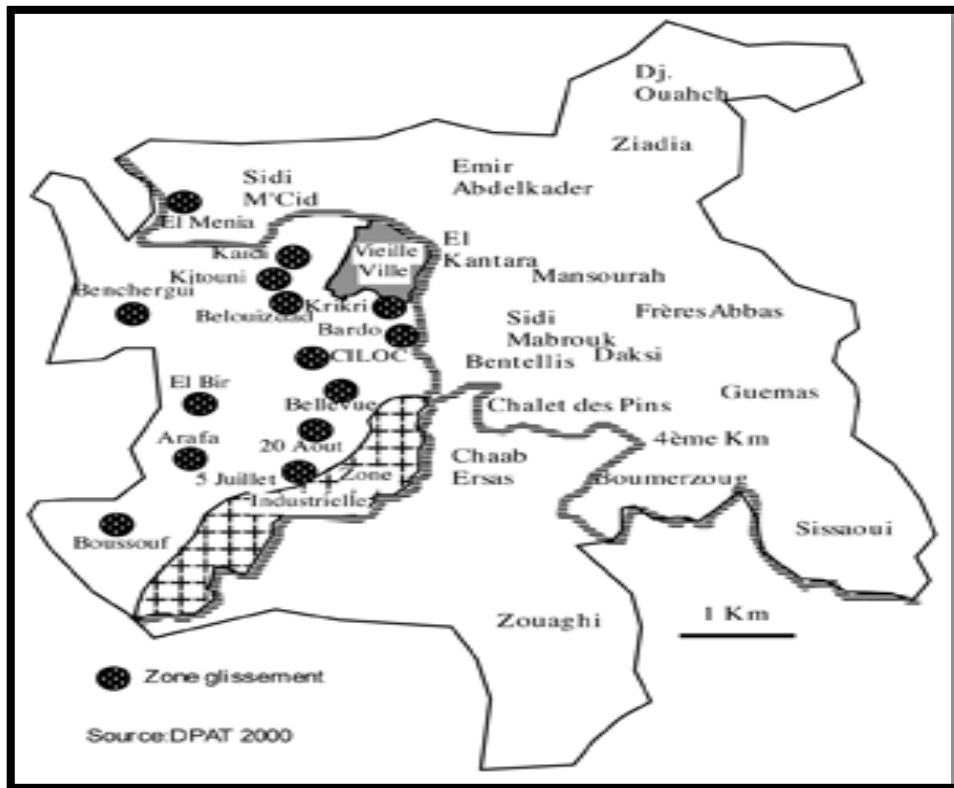 Dj.
Ouahch
Ziadia
Emir
Abdelkader
Sidi
M'Cid
El Menia
El
Kantara
Vieille
Ville
Kaidi
Kitouni
Mansourah
Benchergui
Belouizdad
Krikri
Frères Abbas
Sidi
Mabrouk
Bardo
CILOC
Bentellis
Daksi
El Bir
Guemas
Bellevue
Chalet des Pins
Arafa
20 Aout
4ème Km
Chaab
Ersas
5 Juillet
Zone
Industrielle
Boumerzoug
Boussouf
Sissaoui
Zouaghi
1 Km
Zone glissement
Source:DPAT 2000